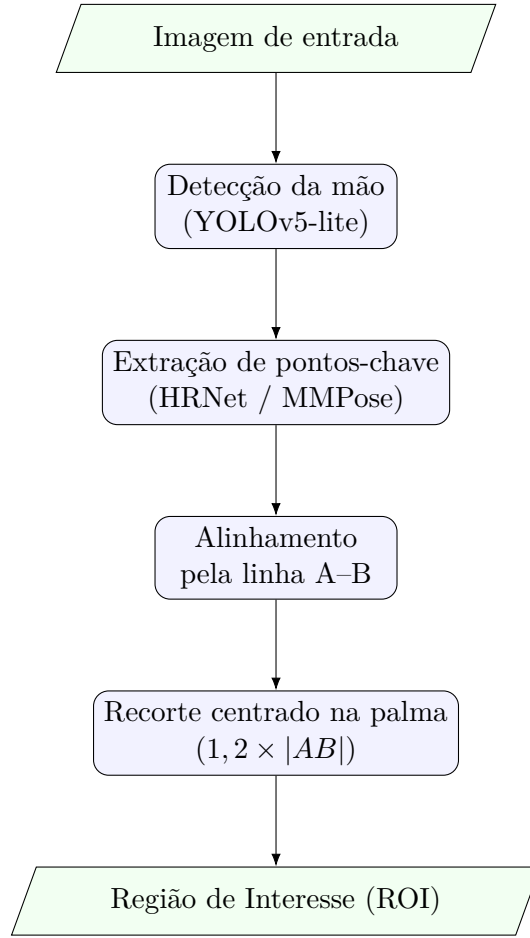 Imagem de entrada
Detecção da mão
(YOLOv5-lite)
Extração de pontos-chave
(HRNet / MMPose)
Alinhamento
pela linha A–B
Recorte centrado na palma
(1, 2 × |AB|)
Região de Interesse (ROI)